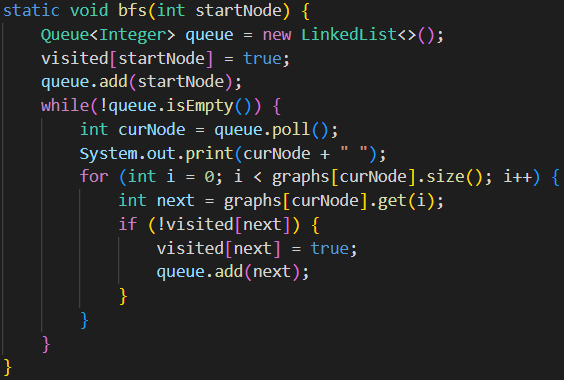 static void bfs(int startNode) {
    Queue<Integer> queue = new LinkedList<>();
    visited[startNode] = true;
    queue.add(startNode);
    while(!queue.isEmpty()) {
        int curNode = queue.poll();
        System.out.print(curNode + " ");
        for (int i = 0; i < graphs[curNode].size(); i++) {
            int next = graphs[curNode].get(i);
            if (!visited[next]) {
                visited[next] = true;
                queue.add(next);
            }
        }
    }
}